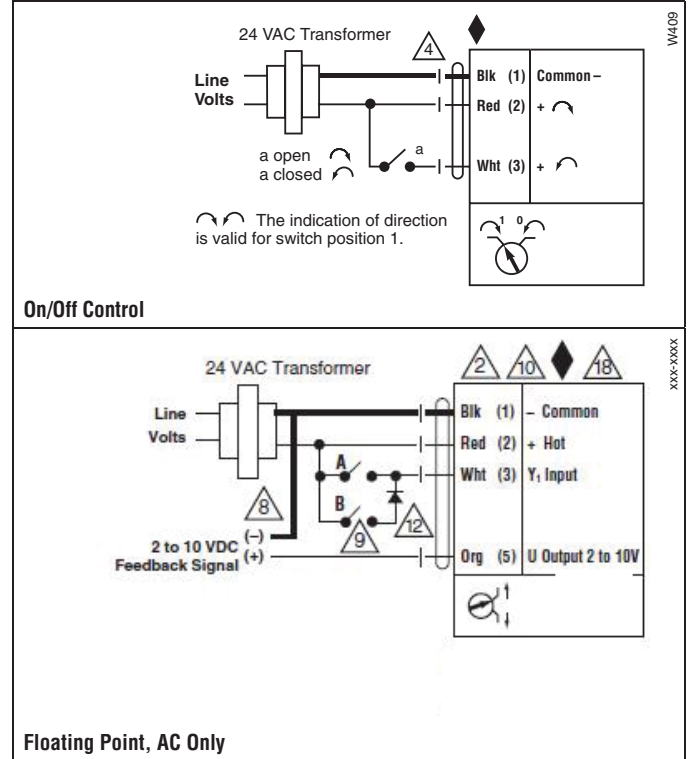 W409
24 VAC Transformer
4
Line
Volts
Blk (1) Common –
Red (2) +
a
a open
a closed
Wht (3) +
The indication of direction
is valid for switch position 1.
1 0
On/Off Control
xxx-xxxx
24 VAC Transformer
2 10 18
Line
Volts
Blk (1) – Common
Red (2) + Hot
A
Wht (3) Y₁ Input
B
8
9
12
2 to 10 VDC (–)
Feedback Signal (+)
Org (5) U Output 2 to 10V
Floating Point, AC Only